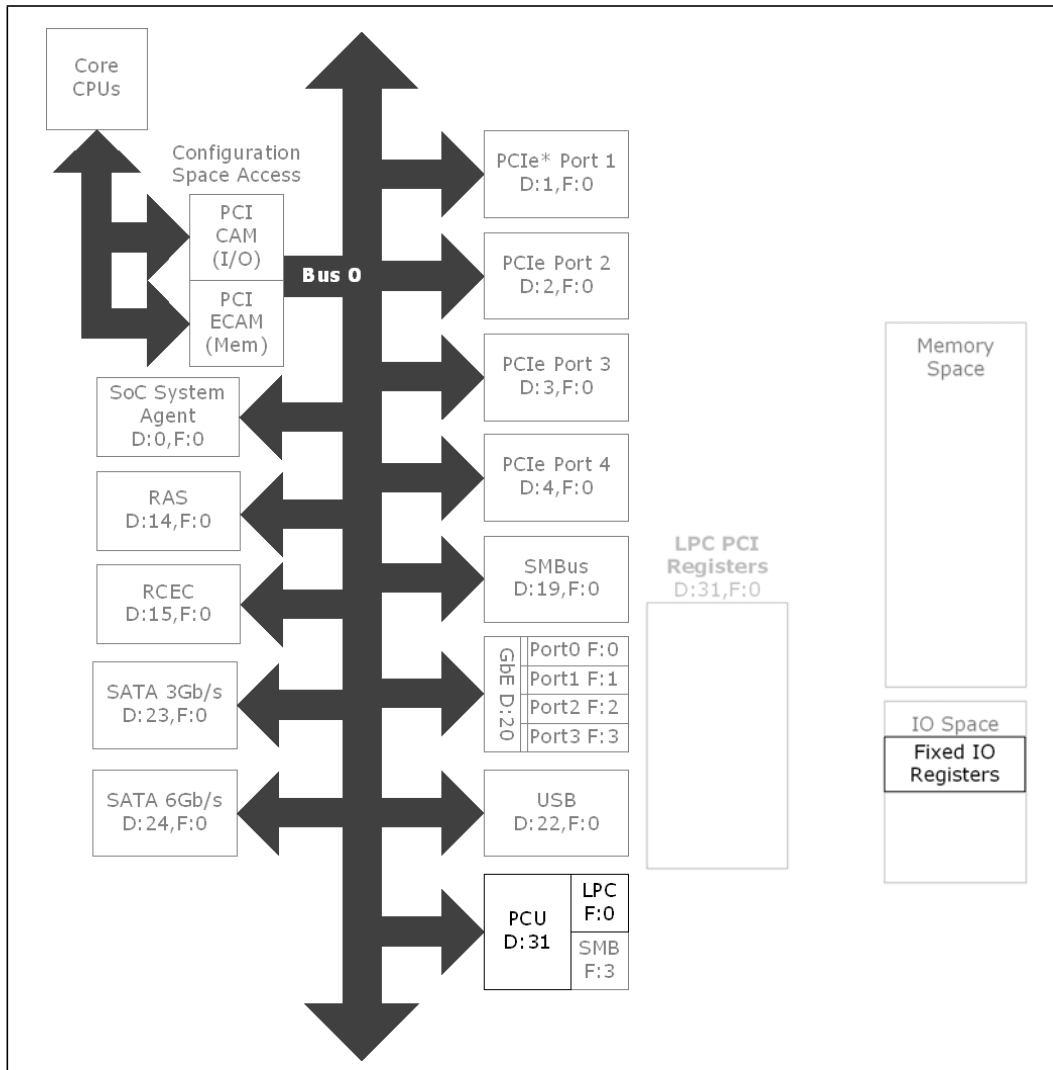 Core
CPUs
Configuration
Space Access
PCI
CAM
(I/O)
PCI
ECAM
(Mem)
Bus 0
SoC System
Agent
D:0,F:0
RAS
D:14,F:0
RCEC
D:15,F:0
SATA 3Gb/s
D:23,F:0
SATA 6Gb/s
D:24,F:0
PCIe* Port 1
D:1,F:0
PCIe Port 2
D:2,F:0
PCIe Port 3
D:3,F:0
PCIe Port 4
D:4,F:0
SMBus
D:19,F:0
GbE D:20
Port0 F:0
Port1 F:1
Port2 F:2
Port3 F:3
USB
D:22,F:0
PCU
D:31
LPC
F:0
SMB
F:3
LPC PCI
Registers
D:31,F:0
Memory
Space
IO Space
Fixed IO
Registers